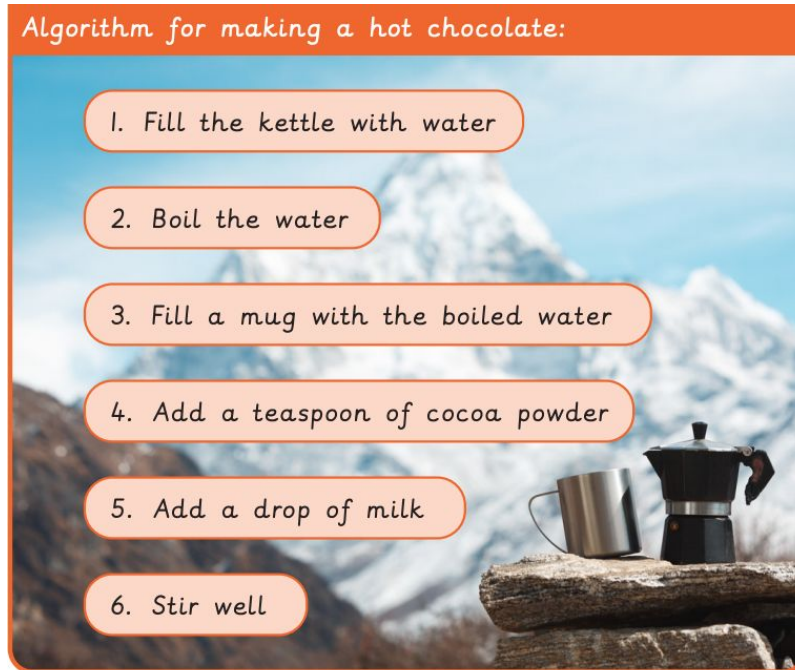 Algorithm for making a hot chocolate:
1. Fill the kettle with water
2. Boil the water
3. Fill a mug with the boiled water
4. Add a teaspoon of cocoa powder
5. Add a drop of milk
6. Stir well